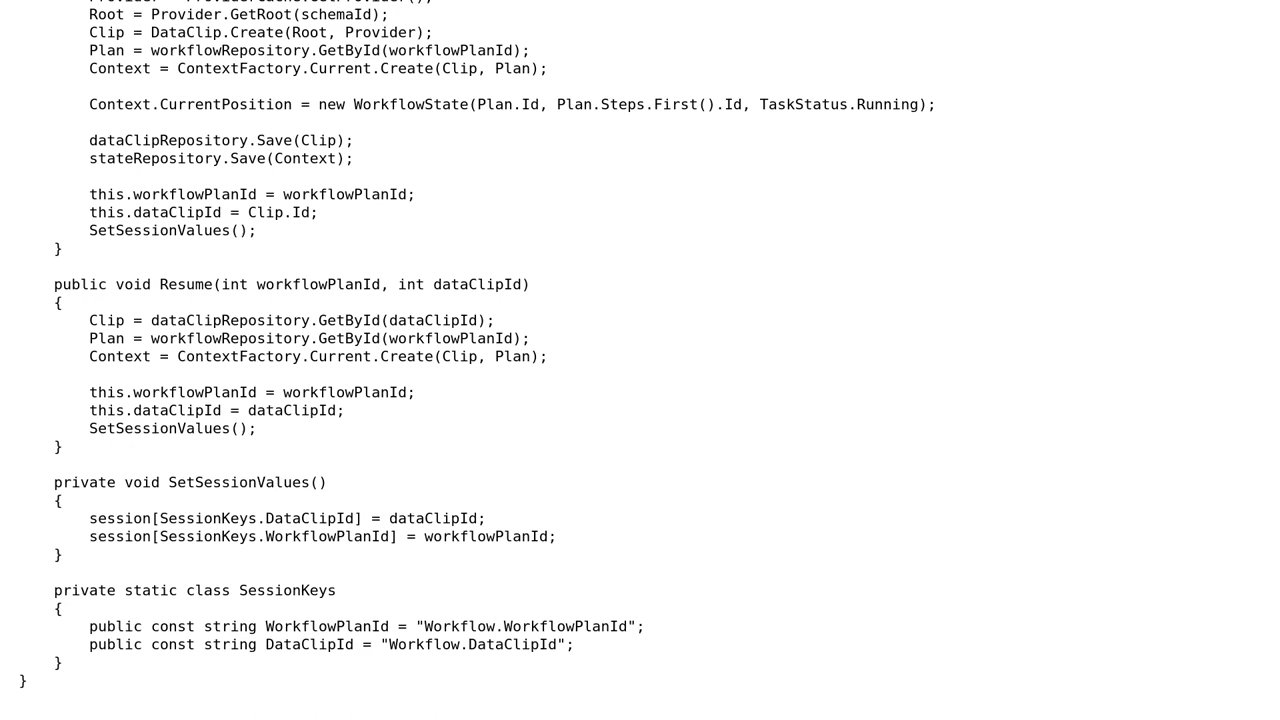 Root = Provider.GetRoot(schemaId);
        Clip = DataClip.Create(Root, Provider);
        Plan = workflowRepository.GetById(workflowPlanId);
        Context = ContextFactory.Current.Create(Clip, Plan);

        Context.CurrentPosition = new WorkflowState(Plan.Id, Plan.Steps.First().Id, TaskStatus.Running);

        dataClipRepository.Save(Clip);
        stateRepository.Save(Context);

        this.workflowPlanId = workflowPlanId;
        this.dataClipId = Clip.Id;
        SetSessionValues();
    }

    public void Resume(int workflowPlanId, int dataClipId)
    {
        Clip = dataClipRepository.GetById(dataClipId);
        Plan = workflowRepository.GetById(workflowPlanId);
        Context = ContextFactory.Current.Create(Clip, Plan);

        this.workflowPlanId = workflowPlanId;
        this.dataClipId = dataClipId;
        SetSessionValues();
    }

    private void SetSessionValues()
    {
        session[SessionKeys.DataClipId] = dataClipId;
        session[SessionKeys.WorkflowPlanId] = workflowPlanId;
    }

    private static class SessionKeys
    {
        public const string WorkflowPlanId = "Workflow.WorkflowPlanId";
        public const string DataClipId = "Workflow.DataClipId";
    }
}